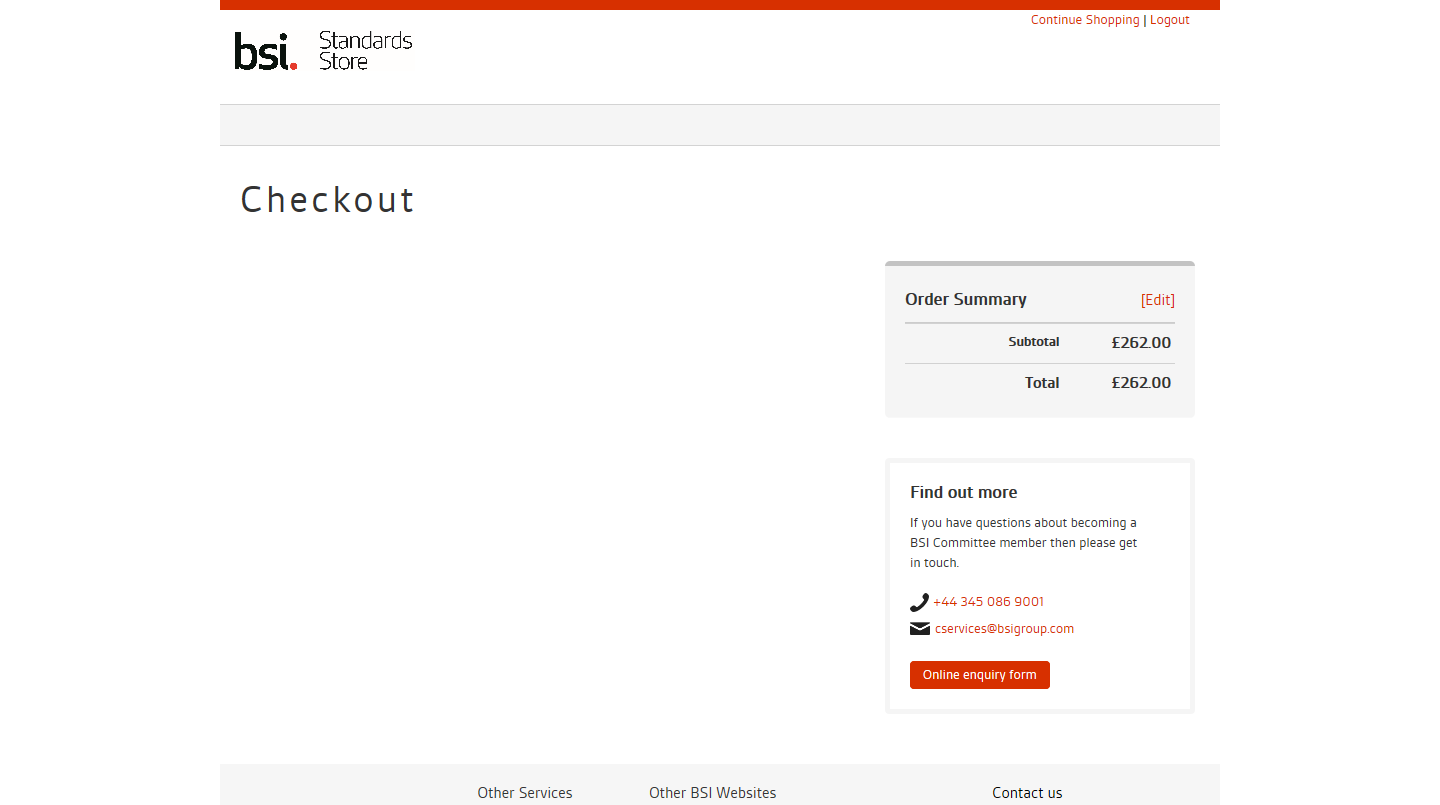 Continue Shopping | Logout
bsi. Standards
Store
Checkout
Order Summary [Edit]
Subtotal £262.00
Total £262.00
Find out more
If you have questions about becoming a
BSI Committee member then please get
in touch.
+44 345 086 9001
cservices@bsigroup.com
Online enquiry form
Other Services Other BSI Websites Contact us